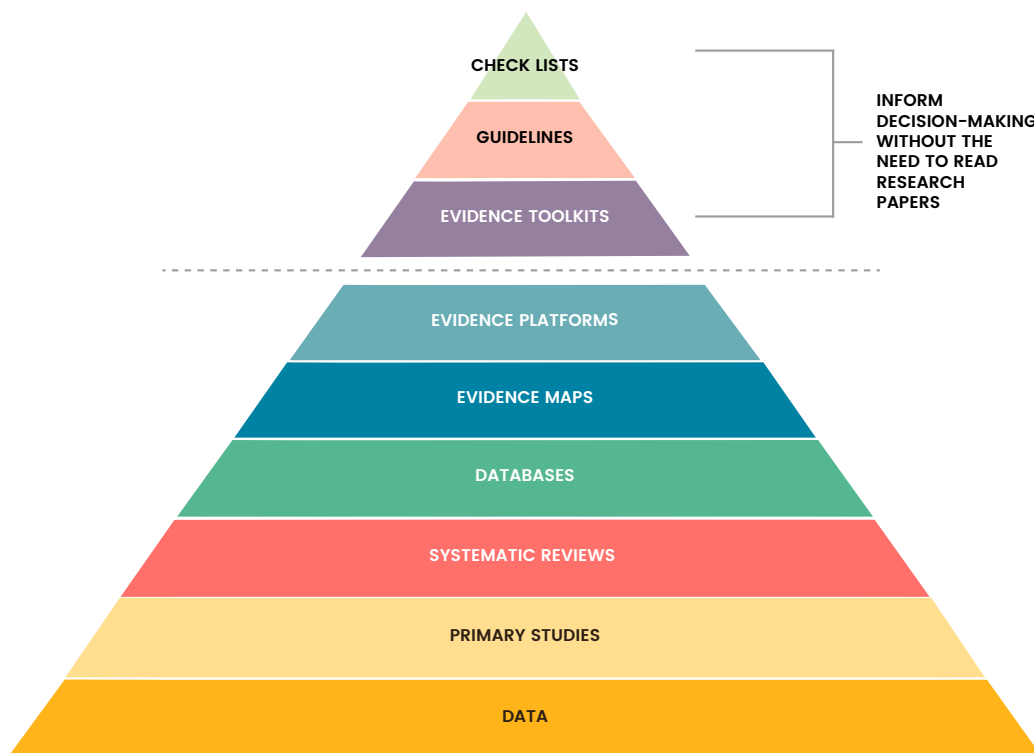 CHECK LISTS
GUIDELINES
EVIDENCE TOOLKITS
INFORM
DECISION-MAKING
WITHOUT THE
NEED TO READ
RESEARCH
PAPERS
EVIDENCE PLATFORMS
EVIDENCE MAPS
DATABASES
SYSTEMATIC REVIEWS
PRIMARY STUDIES
DATA